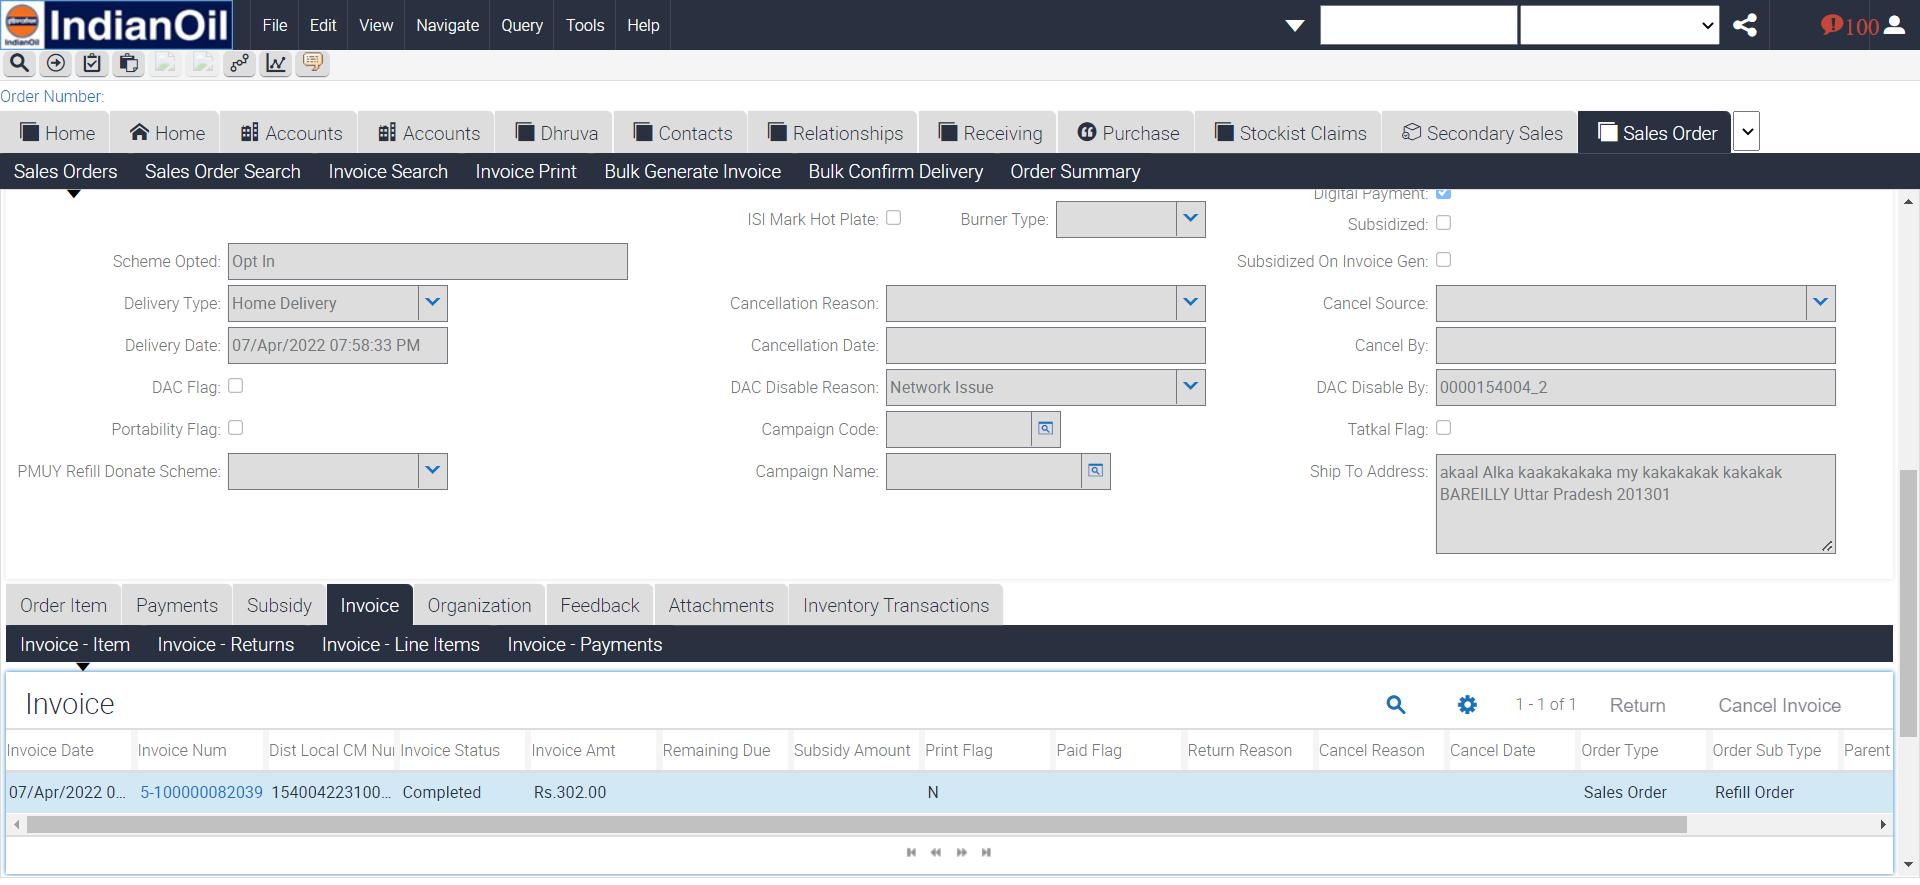 IndianOil
IndianOil File Edit View Navigate Query Tools Help 100
Order Number:
Home Home Accounts Accounts Dhruva Contacts Relationships Receiving Purchase Stockist Claims Secondary Sales Sales Order
Sales Orders Sales Order Search Invoice Search Invoice Print Bulk Generate Invoice Bulk Confirm Delivery Order Summary
Digital Payment:
ISI Mark Hot Plate: Burner Type: Subsidized:
Scheme Opted: Opt In Subsidized On Invoice Gen:
Delivery Type: Home Delivery Cancellation Reason: Cancel Source:
Delivery Date: 07/Apr/2022 07:58:33 PM Cancellation Date: Cancel By:
DAC Flag: DAC Disable Reason: Network Issue DAC Disable By: 0000154004_2
Portability Flag: Campaign Code: Tatkal Flag:
PMUY Refill Donate Scheme: Campaign Name: Ship To Address: akaal Alka kaakakakaka my kakakakak kakakak
BAREILLY Uttar Pradesh 201301
Order Item Payments Subsidy Invoice Organization Feedback Attachments Inventory Transactions
Invoice - Item Invoice - Returns Invoice - Line Items Invoice - Payments
Invoice 1 - 1 of 1 Return Cancel Invoice
Invoice Date Invoice Num Dist Local CM Nu Invoice Status Invoice Amt Remaining Due Subsidy Amount Print Flag Paid Flag Return Reason Cancel Reason Cancel Date Order Type Order Sub Type Parent
07/Apr/2022 0... 5-100000082039 154004223100... Completed Rs.302.00 N Sales Order Refill Order